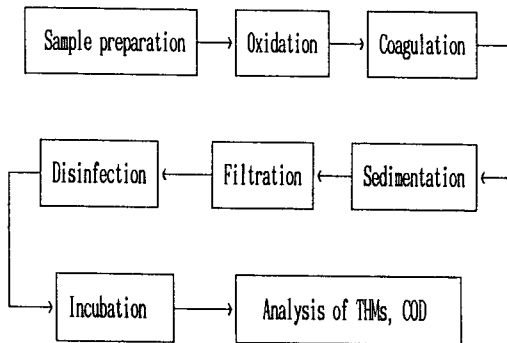 Sample preparation
Oxidation
Coagulation
Sedimentation
Filtration
Disinfection
Incubation
Analysis of THMs, COD